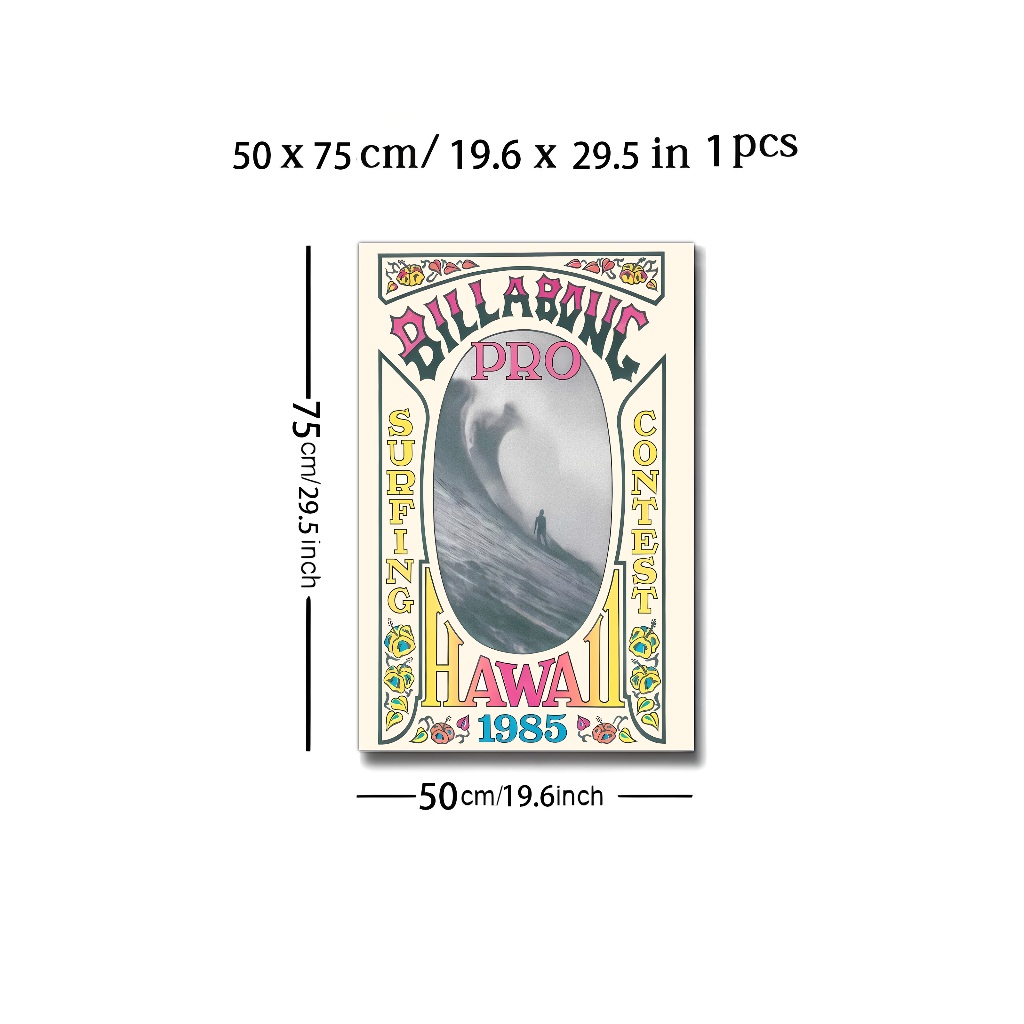 50 x 75 cm/ 19.6 x 29.5 in 1 pcs
75cm/29.5inch
BILLABONG
PRO
SURFING
CONTEST
HAWAII
1985
50cm/19.6inch